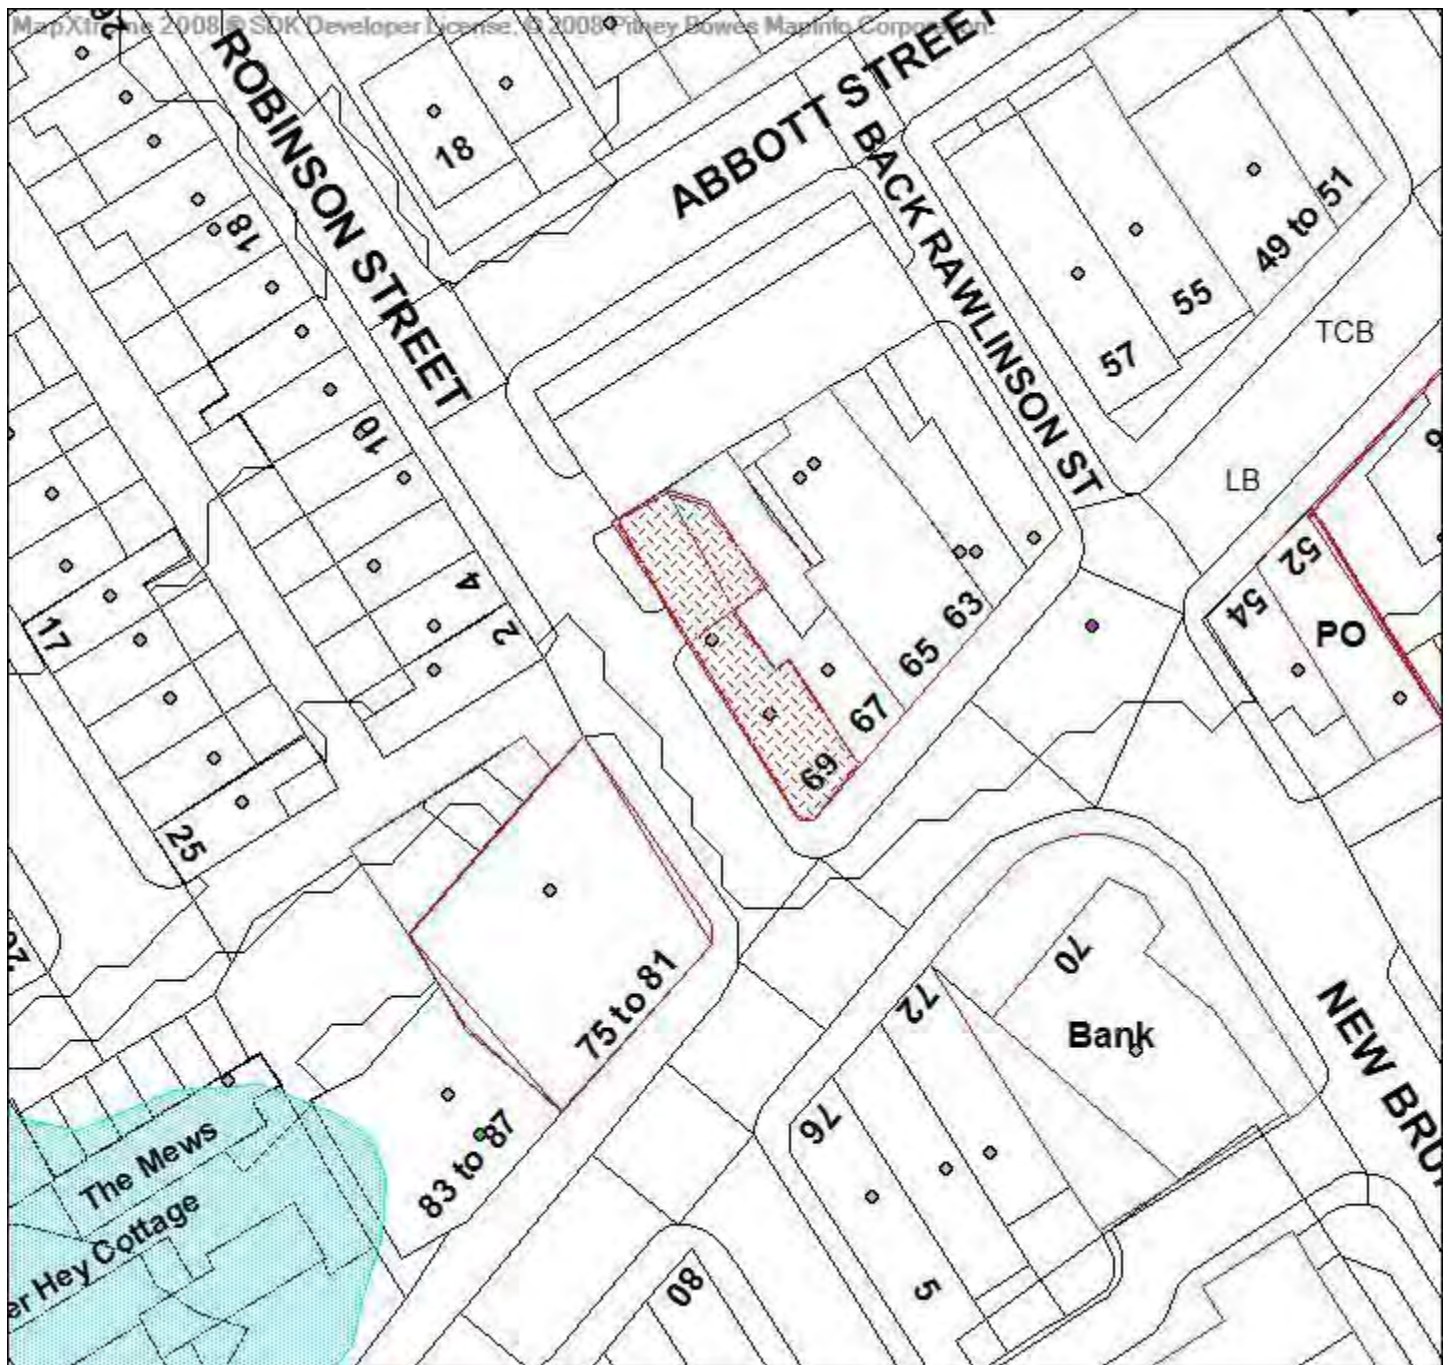 MapXtreme 2008 ® SDK Developer License. © 2008 Pitney Bowes MapInfo Corporation.
ROBINSON STREET
ABBOTT STREET
BACK RAWLINSON ST
18
18
10
4
2
17
25
49 to 51
55
57
TCB
LB
52
54
PO
63
65
67
69
75 to 81
83 to 87
70
72
Bank
76
5
80
The Mews
er Hey Cottage
NEW BRU